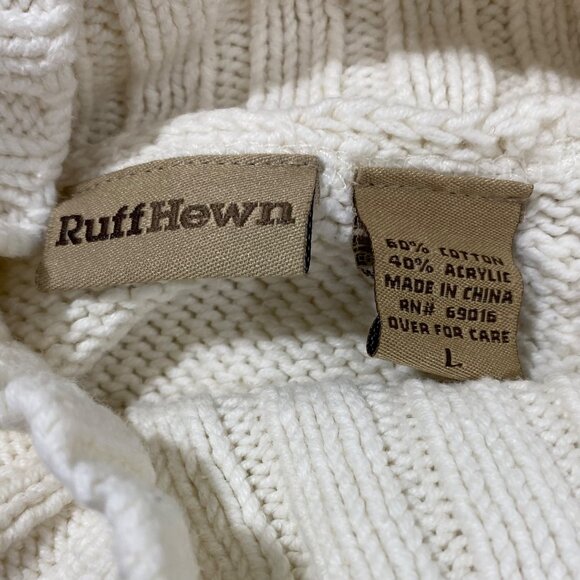 RuffHewn
60% COTTON
40% ACRYLIC
MADE IN CHINA
RN# 69016
OVER FOR CARE
L